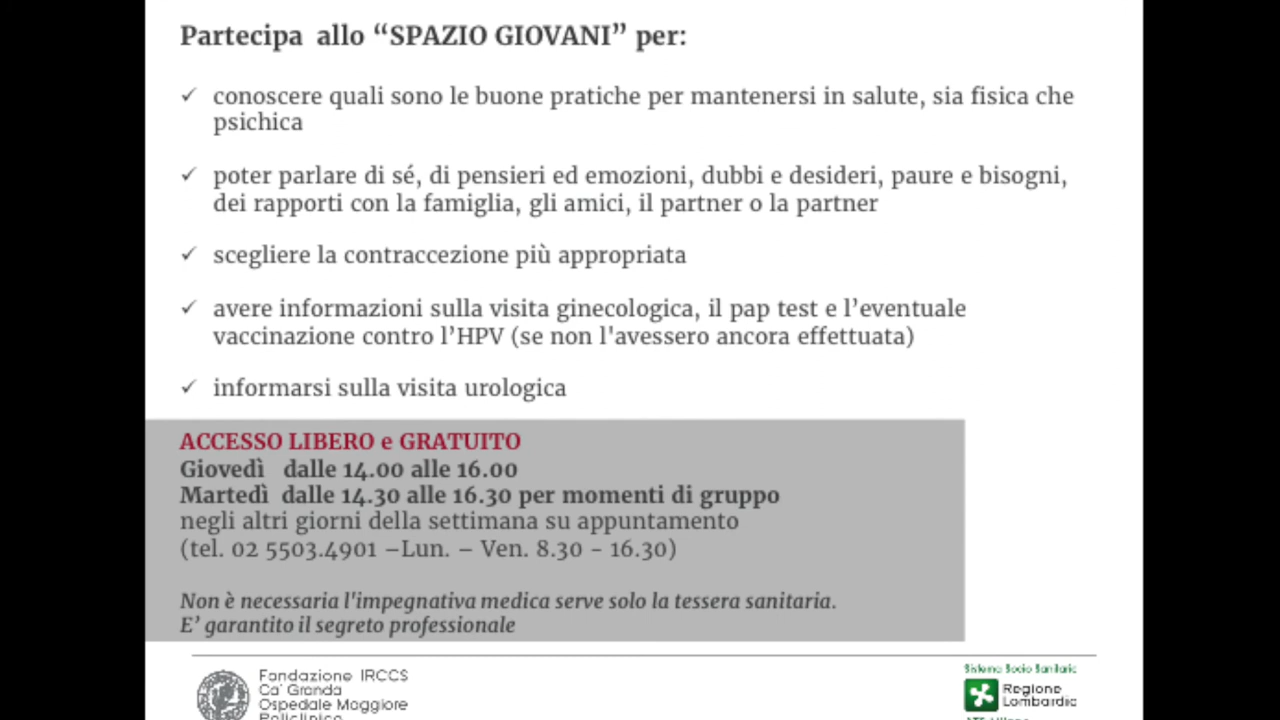 Partecipa allo “SPAZIO GIOVANI” per:
✓ conoscere quali sono le buone pratiche per mantenersi in salute, sia fisica che
psichica
✓ poter parlare di sé, di pensieri ed emozioni, dubbi e desideri, paure e bisogni,
dei rapporti con la famiglia, gli amici, il partner o la partner
✓ scegliere la contraccezione più appropriata
✓ avere informazioni sulla visita ginecologica, il pap test e l’eventuale
vaccinazione contro l’HPV (se non l'avessero ancora effettuata)
✓ informarsi sulla visita urologica
ACCESSO LIBERO e GRATUITO
Giovedì dalle 14.00 alle 16.00
Martedì dalle 14.30 alle 16.30 per momenti di gruppo
negli altri giorni della settimana su appuntamento
(tel. 02 5503.4901 –Lun. – Ven. 8.30 - 16.30)
Non è necessaria l'impegnativa medica serve solo la tessera sanitaria.
E’ garantito il segreto professionale
Fondazione IRCCS
Ca' Granda
Ospedale Maggiore
Policlinico
Sistema Socio Sanitario
Regione
Lombardia